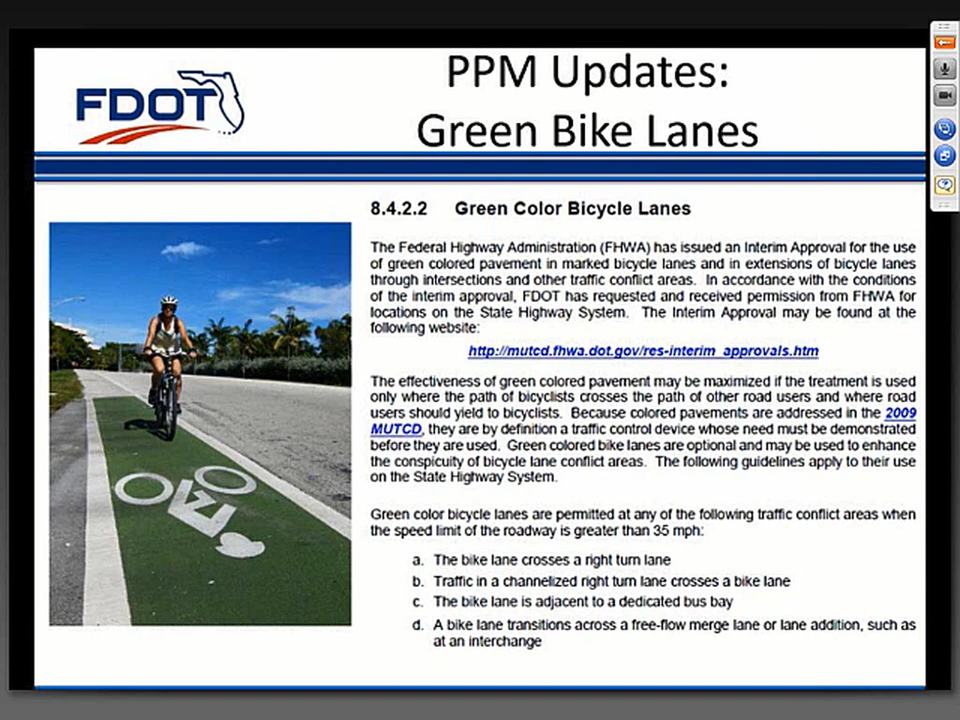 FDOT
PPM Updates:
Green Bike Lanes
8.4.2.2 Green Color Bicycle Lanes
The Federal Highway Administration (FHWA) has issued an Interim Approval for the use
of green colored pavement in marked bicycle lanes and in extensions of bicycle lanes
through intersections and other traffic conflict areas. In accordance with the conditions
of the interim approval, FDOT has requested and received permission from FHWA for
locations on the State Highway System. The Interim Approval may be found at the
following website:
http://mutcd.fhwa.dot.gov/res-interim_approvals.htm
The effectiveness of green colored pavement may be maximized if the treatment is used
only where the path of bicyclists crosses the path of other road users and where road
users should yield to bicyclists. Because colored pavements are addressed in the 2009
MUTCD, they are by definition a traffic control device whose need must be demonstrated
before they are used. Green colored bike lanes are optional and may be used to enhance
the conspicuity of bicycle lane conflict areas. The following guidelines apply to their use
on the State Highway System.
Green color bicycle lanes are permitted at any of the following traffic conflict areas when
the speed limit of the roadway is greater than 35 mph:
a. The bike lane crosses a right turn lane
b. Traffic in a channelized right turn lane crosses a bike lane
c. The bike lane is adjacent to a dedicated bus bay
d. A bike lane transitions across a free-flow merge lane or lane addition, such as
at an interchange